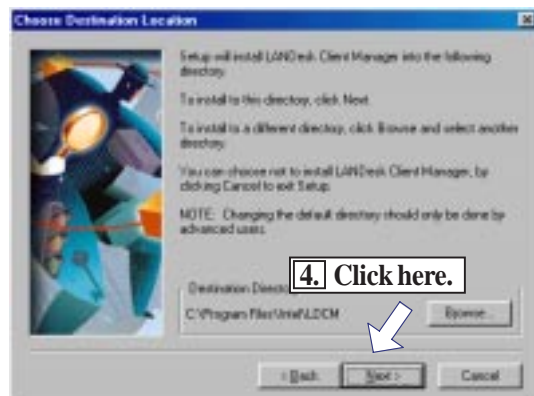 Choose Destination Location
Setup will install LANDesk Client Manager into the following
directory.
To install to this directory, click Next.
To install to a different directory, click Browse and select another
directory.
You can choose not to install LANDesk Client Manager, by
clicking Cancel to exit Setup.
NOTE: Changing the default directory should only be done by
advanced users.
4. Click here.
Destination Directory
C:\Program Files\Intel\LDCM
Browse...
< Back
Next >
Cancel